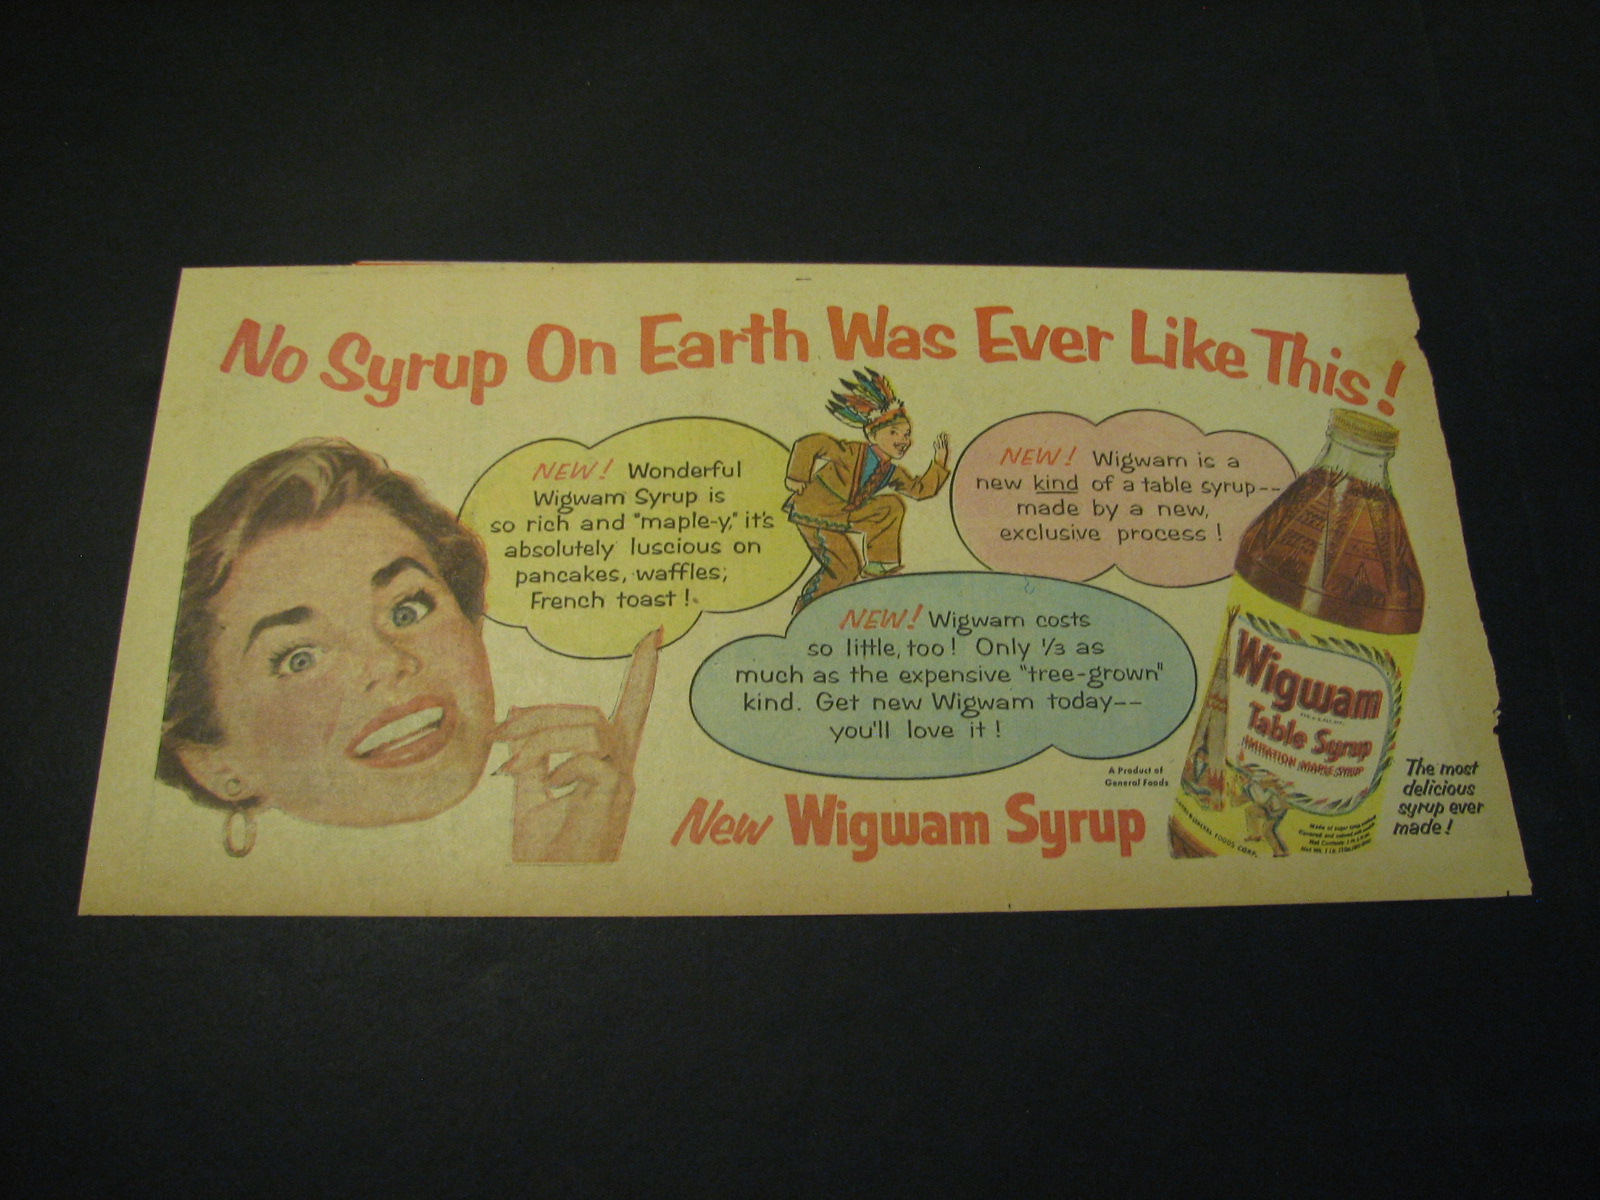 No Syrup On Earth Was Ever Like This!
NEW! Wonderful
Wigwam Syrup is
so rich and "maple-y," it's
absolutely luscious on
pancakes, waffles,
French toast!
NEW! Wigwam is a
new kind of a table syrup--
made by a new,
exclusive process!
NEW! Wigwam costs
so little, too! Only 1/3 as
much as the expensive "tree-grown"
kind. Get new Wigwam today--
you'll love it!
A Product of
General Foods
New Wigwam Syrup
Wigwam
Table Syrup
IMITATION MAPLE SYRUP
GENERAL FOODS CORP.
The most
delicious
syrup ever
made!